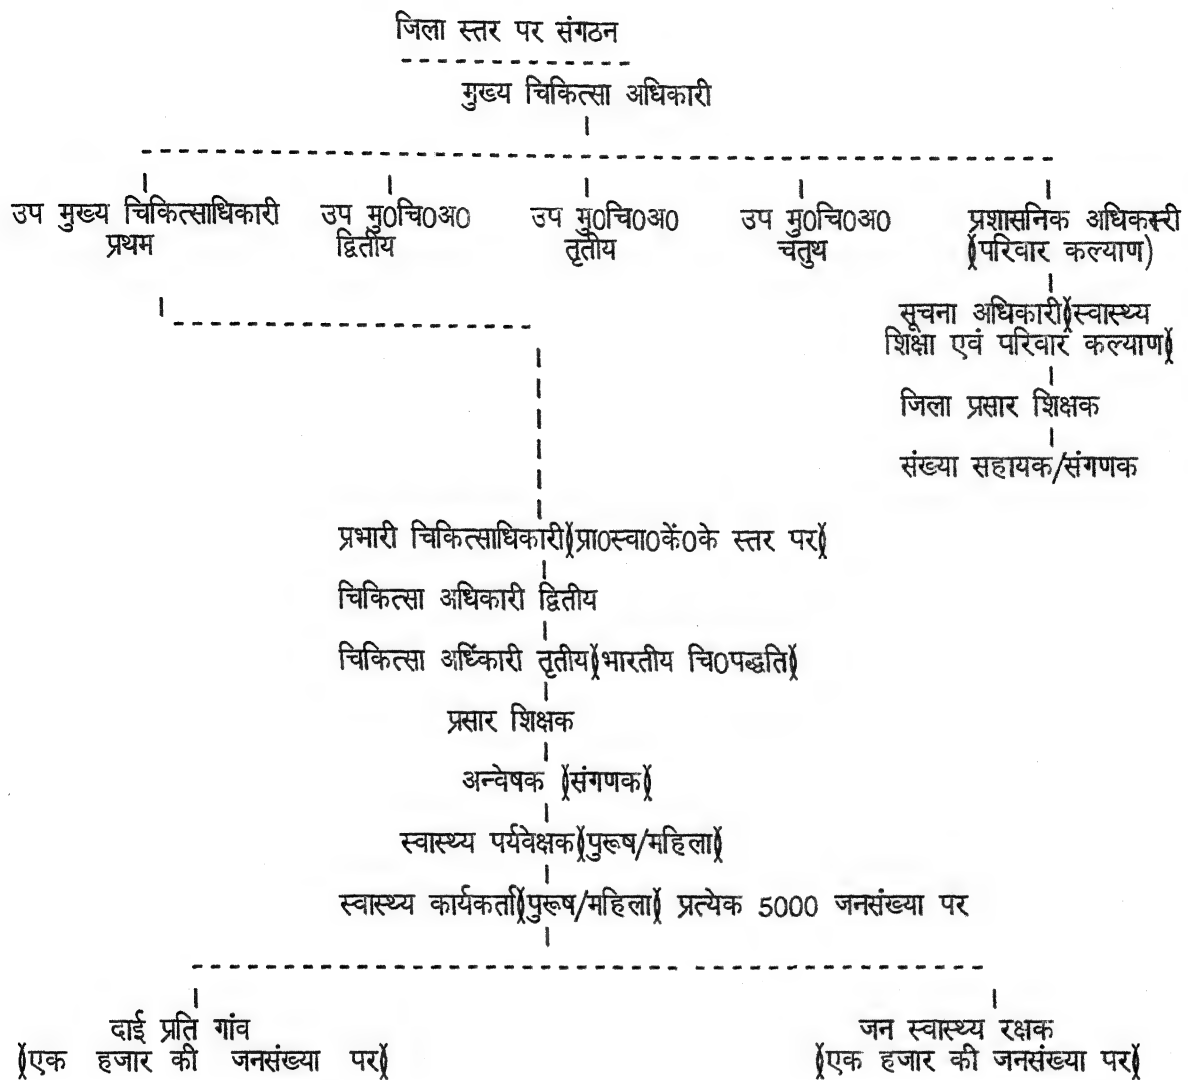 जिला स्तर पर संगठन
मुख्य चिकित्सा अधिकारी
उप मुख्य चिकित्साधिकारी उप मु0चि0अ0 उप मु0चि0अ0 उप मु0चि0अ0 प्रशासनिक अधिकस्री
प्रथम द्वितीय तृतीय चतुथ (परिवार कल्याण)
सूचना अधिकारी(स्वास्थ्य
शिक्षा एवं परिवार कल्याण)
जिला प्रसार शिक्षक
संख्या सहायक/संगणक
प्रभारी चिकित्साधिकारी(प्रा0स्वा0कें0के स्तर पर)
चिकित्सा अधिकारी द्वितीय
चिकित्सा अधिंकारी तृतीय(भारतीय चि0पद्धति)
प्रसार शिक्षक
अन्वेषक (संगणक)
स्वास्थ्य पर्यवेक्षक(पुरूष/महिला)
स्वास्थ्य कार्यकर्ता(पुरूष/महिला) प्रत्येक 5000 जनसंख्या पर
दाई प्रति गांव जन स्वास्थ्य रक्षक
(एक हजार की जनसंख्या पर) (एक हजार की जनसंख्या पर)